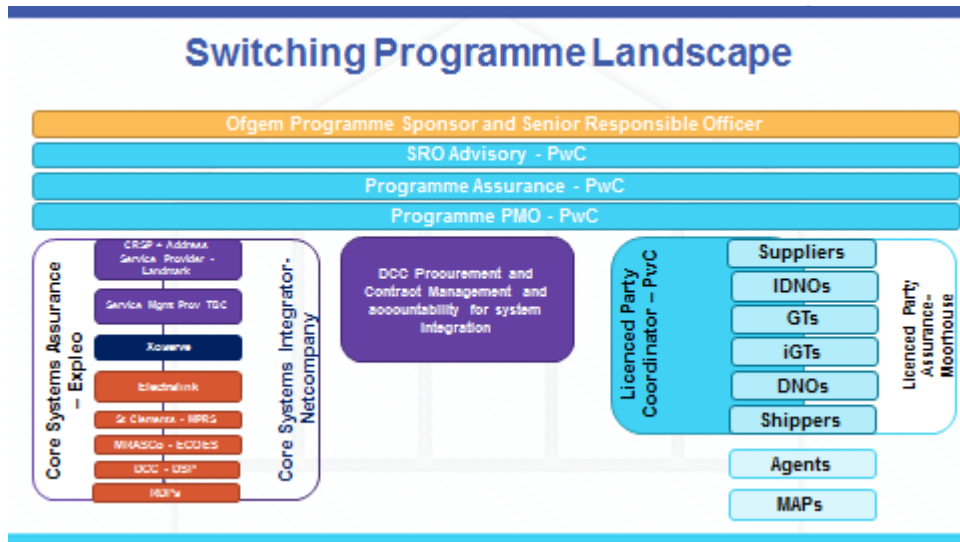 Switching Programme Landscape
Ofgem Programme Sponsor and Senior Responsible Officer
SRO Advisory - PwC
Programme Assurance - PwC
Programme PMO - PwC
Core Systems Assurance
– Expleo
CRSP + Address
Service Provider -
Landmark
Service Mgmt Prov TBC
Xoserve
Electralink
St Clements - MPRS
MRASCo - ECOES
DCC - DSP
RDPs
Core Systems Integrator-
Netcompany
DCC Procurement and
Contract Management and
accountability for system
integration
Licenced Party
Coordinator – PwC
Suppliers
IDNOs
GTs
iGTs
DNOs
Shippers
Licenced Party
Assurance-
Moorhouse
Agents
MAPs